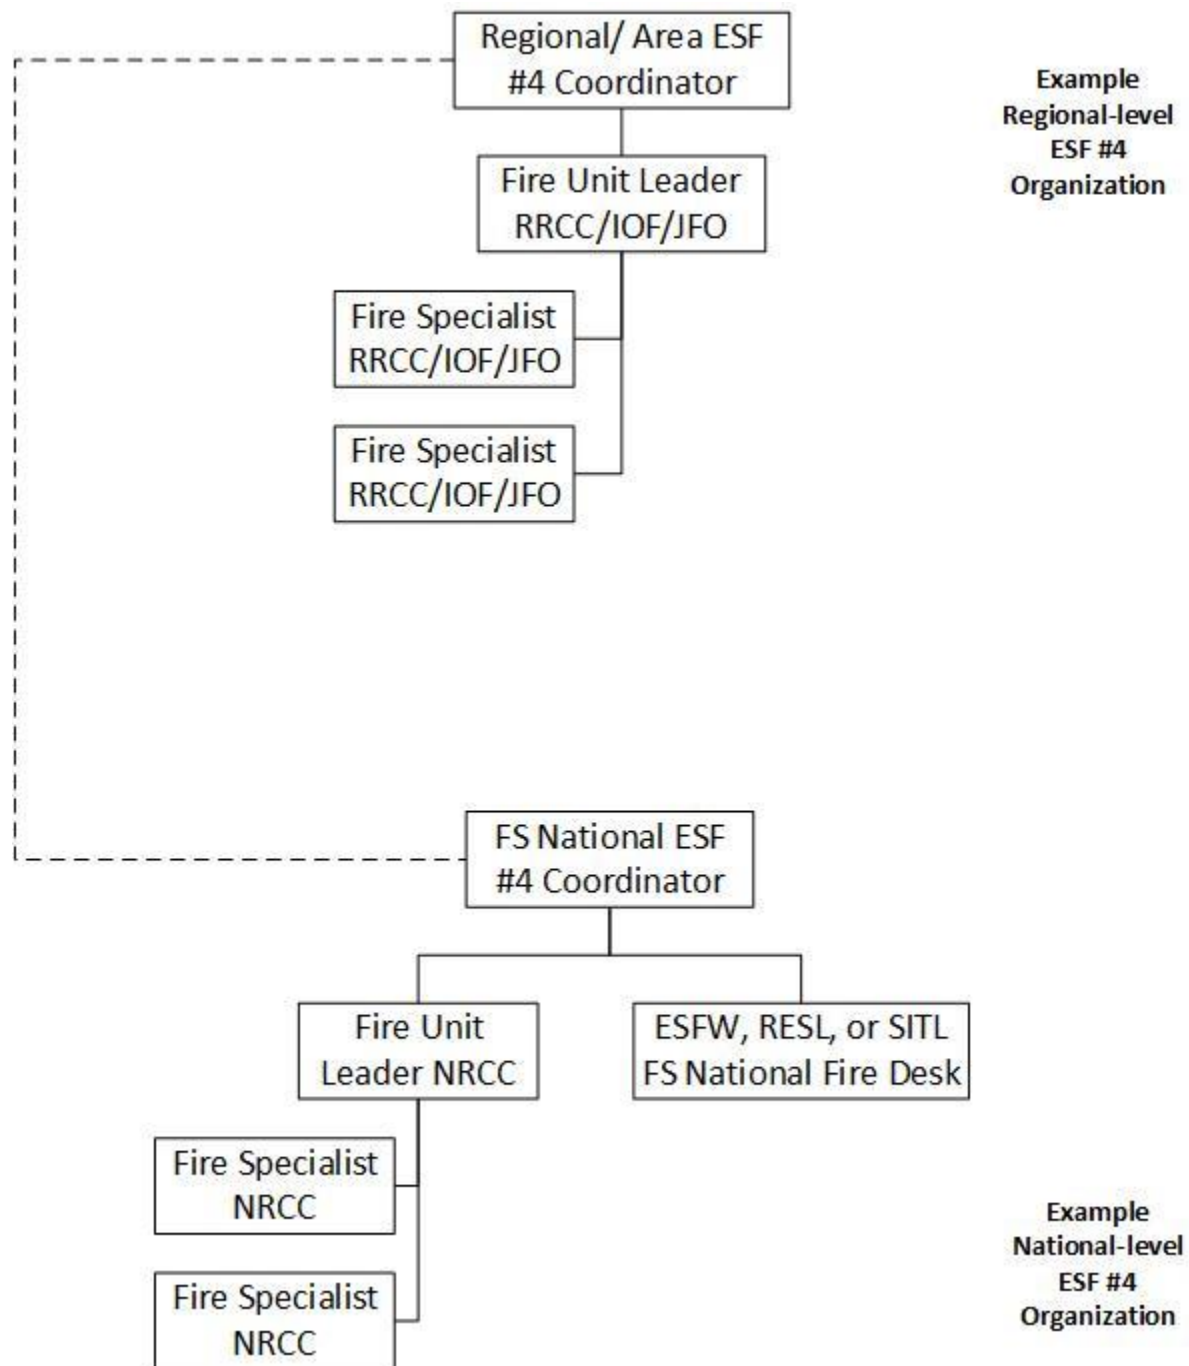 Regional/ Area ESF
#4 Coordinator
Example
Regional-level
ESF #4
Organization
Fire Unit Leader
RRCC/IOF/JFO
Fire Specialist
RRCC/IOF/JFO
Fire Specialist
RRCC/IOF/JFO
FS National ESF
#4 Coordinator
Fire Unit
Leader NRCC
ESFW, RESL, or SITL
FS National Fire Desk
Fire Specialist
NRCC
Fire Specialist
NRCC
Example
National-level
ESF #4
Organization